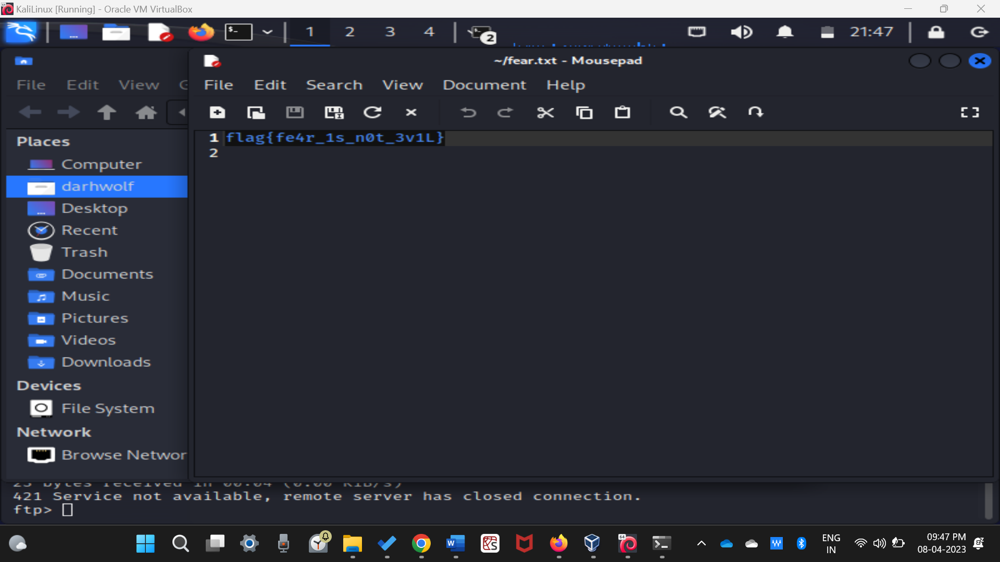 KaliLinux [Running] - Oracle VM VirtualBox
1 2 3 4
2
21:47
~/fear.txt - Mousepad
File Edit View
File Edit Search View Document Help
1 flag{fe4r_1s_n0t_3v1L}
2
Places
Computer
darhwolf
Desktop
Recent
Trash
Documents
Music
Pictures
Videos
Downloads
Devices
File System
Network
Browse Networ
421 Service not available, remote server has closed connection.
ftp>
ENG
IN
09:47 PM
08-04-2023